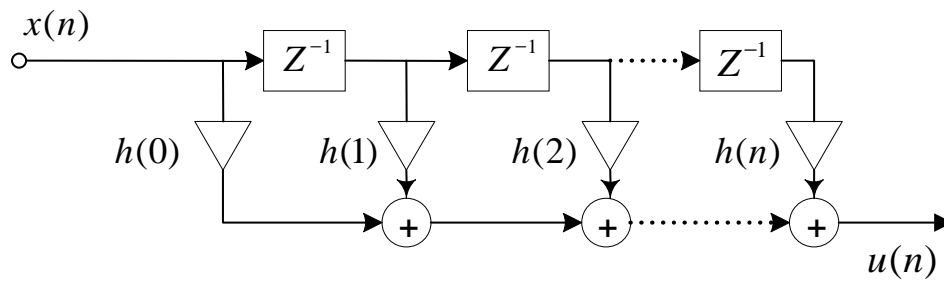 x(n)
Z⁻¹ Z⁻¹ Z⁻¹
h(0) h(1) h(2) h(n)
+ + +
u(n)